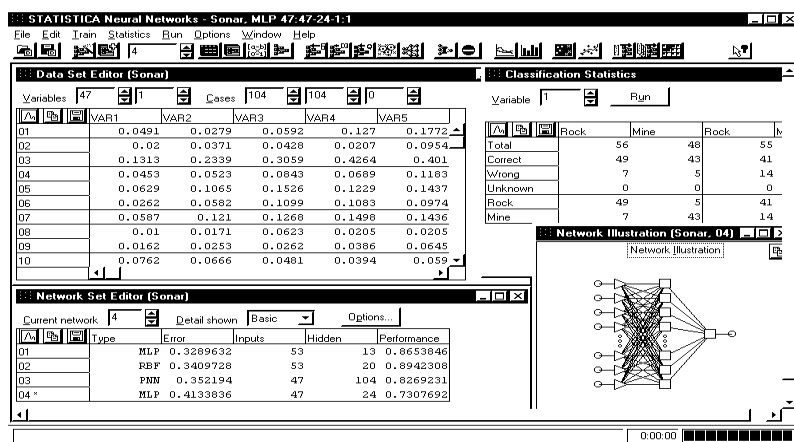 STATISTICA Neural Networks - Sonar, MLP 47:47-24-1:1
File Edit Train Statistics Run Options Window Help
4
Data Set Editor (Sonar)
Variables 47 1 Cases 104 104 0
VAR1 VAR2 VAR3 VAR4 VAR5
01 0.0491 0.0279 0.0592 0.127 0.1772
02 0.02 0.0371 0.0428 0.0207 0.0954
03 0.1313 0.2339 0.3059 0.4264 0.401
04 0.0453 0.0523 0.0843 0.0689 0.1183
05 0.0629 0.1065 0.1526 0.1229 0.1437
06 0.0262 0.0582 0.1099 0.1083 0.0974
07 0.0587 0.121 0.1268 0.1498 0.1436
08 0.01 0.0171 0.0623 0.0205 0.0205
09 0.0162 0.0253 0.0262 0.0386 0.0645
10 0.0762 0.0666 0.0481 0.0394 0.059
Classification Statistics
Variable 1 Run
Rock Mine Rock M
Total 56 48 55
Correct 49 43 41
Wrong 7 5 14
Unknown 0 0 0
Rock 49 5 41
Mine 7 43 14
Network Illustration (Sonar, 04)
Network Illustration
Network Set Editor (Sonar)
Current network 4 Detail shown Basic Options...
Type Error Inputs Hidden Performance
01 MLP 0.3289632 53 13 0.8653846
02 RBF 0.3409728 53 20 0.8942308
03 PNN 0.352194 47 104 0.8269231
04 * MLP 0.4133836 47 24 0.7307692
0:00:00